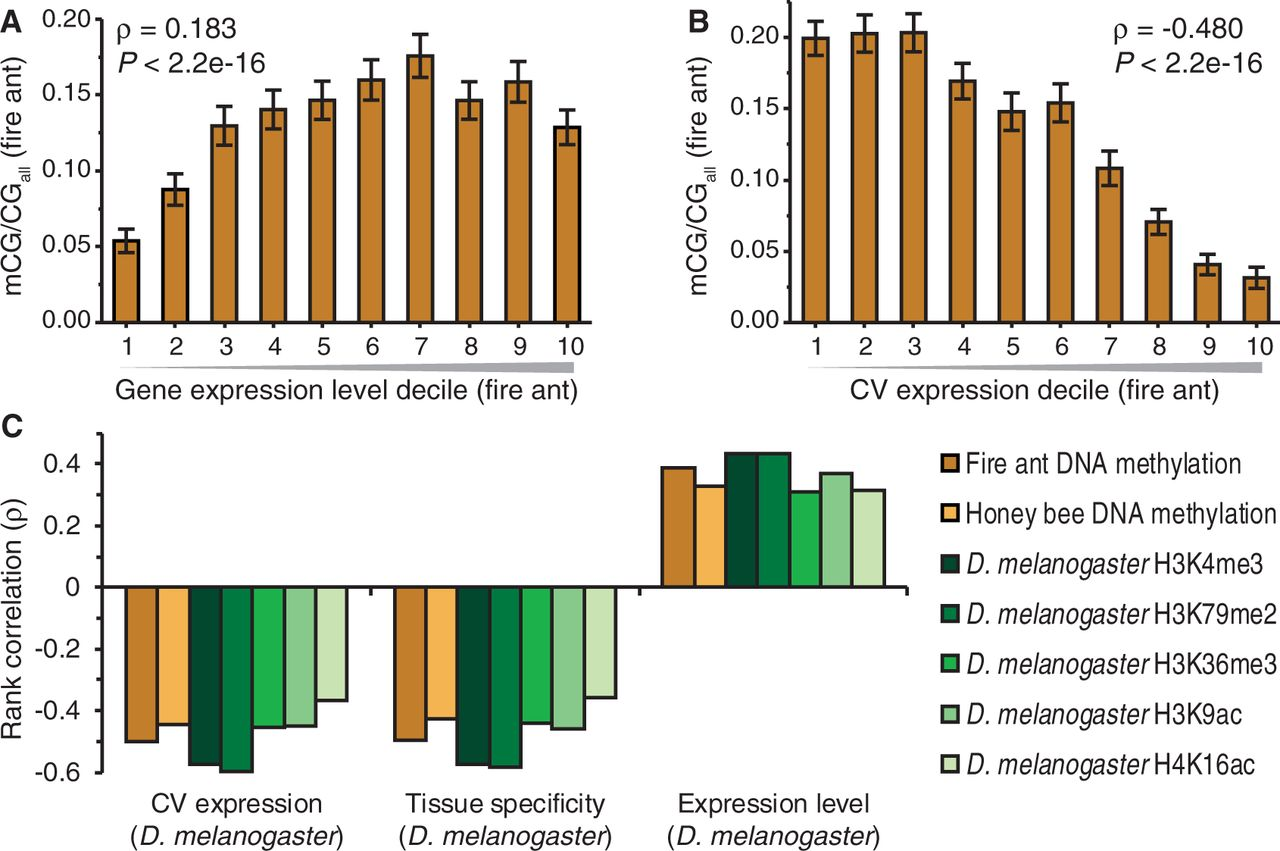 A
ρ = 0.183
P < 2.2e-16
mCG/CGall (fire ant)
0.20
0.15
0.10
0.05
0.00
1 2 3 4 5 6 7 8 9 10
Gene expression level decile (fire ant)
B
ρ = -0.480
P < 2.2e-16
mCG/CGall (fire ant)
0.20
0.15
0.10
0.05
0.00
1 2 3 4 5 6 7 8 9 10
CV expression decile (fire ant)
C
Rank correlation (ρ)
0.4
0.2
0
-0.2
-0.4
-0.6
CV expression
(D. melanogaster)
Tissue specificity
(D. melanogaster)
Expression level
(D. melanogaster)
Fire ant DNA methylation
Honey bee DNA methylation
D. melanogaster H3K4me3
D. melanogaster H3K79me2
D. melanogaster H3K36me3
D. melanogaster H3K9ac
D. melanogaster H4K16ac